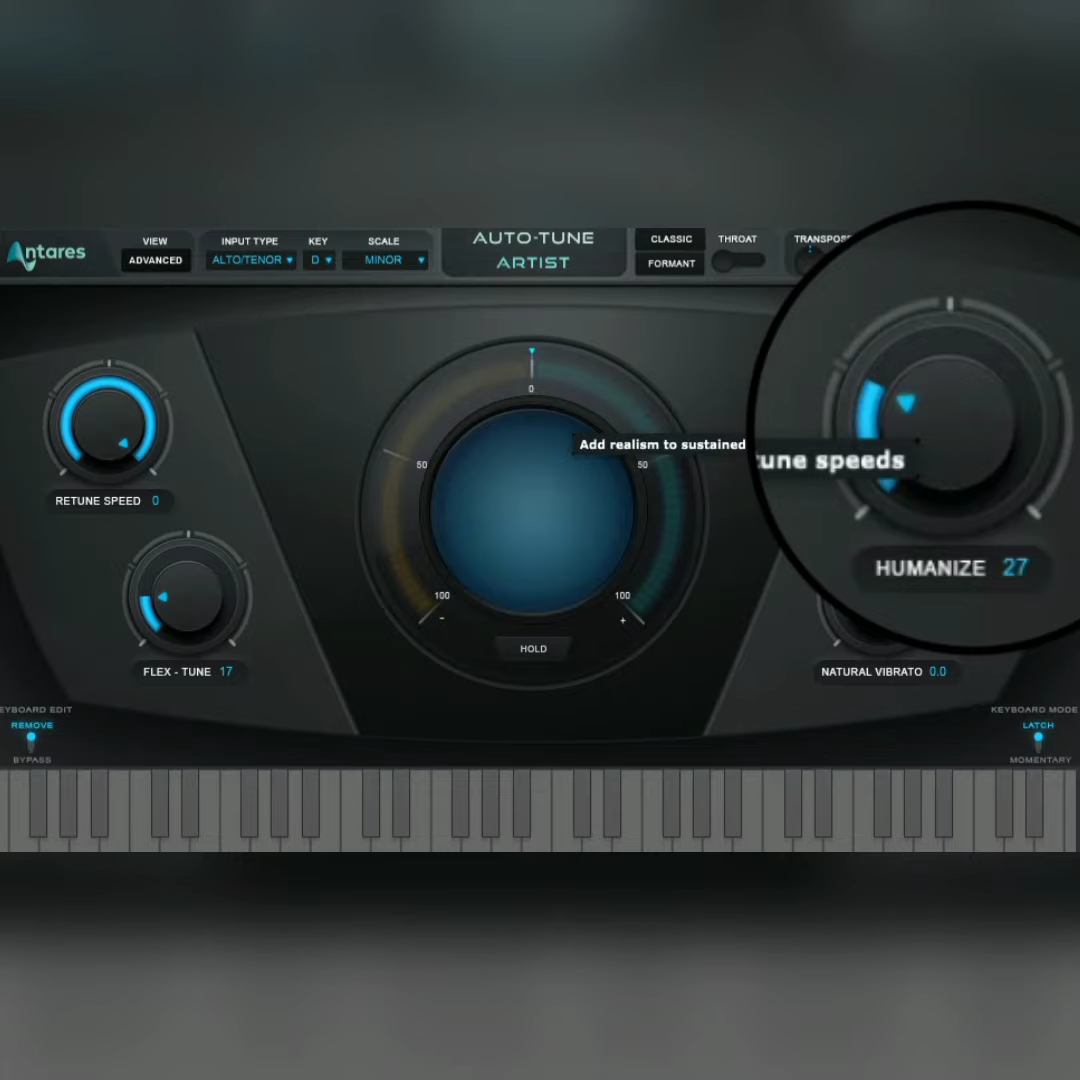 Antares
VIEW
ADVANCED
INPUT TYPE
ALTO/TENOR
KEY
D
SCALE
MINOR
AUTO-TUNE
ARTIST
CLASSIC
FORMANT
THROAT
0
50
50
100
100
-
+
HOLD
RETUNE SPEED 0
FLEX - TUNE 17
Add realism to sustained
speeds
HUMANIZE 27
NATURAL VIBRATO 0.0
EDIT
REMOVE
BYPASS
KEYBOARD MODE
LATCH
MOMENTARY